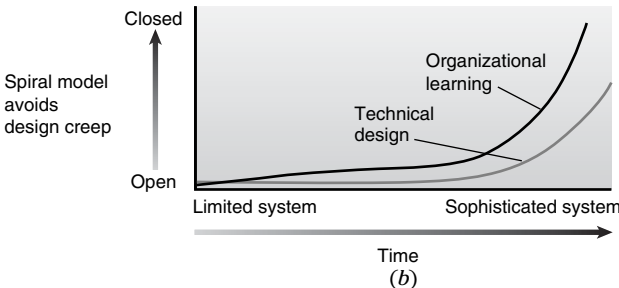 Closed
Spiral model
avoids
design creep
Organizational
learning
Technical
design
Open
Limited system
Sophisticated system
Time
(b)